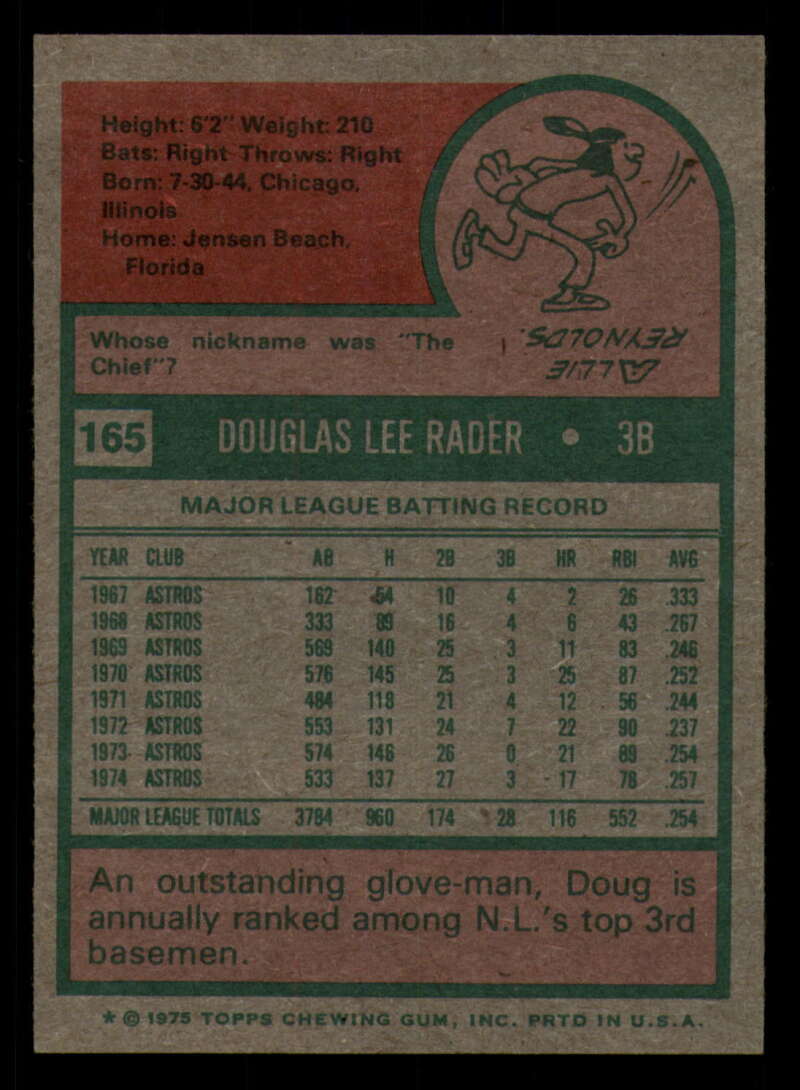 Height: 6'2" Weight: 210
Bats: Right Throws: Right
Born: 7-30-44, Chicago,
Illinois
Home: Jensen Beach,
Florida
Whose nickname was "The
Chief"?
ALLIE
REYNOLDS.
165 DOUGLAS LEE RADER • 3B
MAJOR LEAGUE BATTING RECORD
YEAR CLUB AB H 2B 3B HR RBI AVG
1967 ASTROS 162 54 10 4 2 26 .333
1968 ASTROS 333 89 16 4 6 43 .267
1969 ASTROS 569 140 25 3 11 83 .246
1970 ASTROS 576 145 25 3 25 87 .252
1971 ASTROS 484 118 21 4 12 56 .244
1972 ASTROS 553 131 24 7 22 90 .237
1973 ASTROS 574 146 26 0 21 89 .254
1974 ASTROS 533 137 27 3 17 78 .257
MAJOR LEAGUE TOTALS 3784 960 174 28 116 552 .254
An outstanding glove-man, Doug is
annually ranked among N.L.'s top 3rd
basemen.
* © 1975 TOPPS CHEWING GUM, INC. PRTD IN U.S.A.